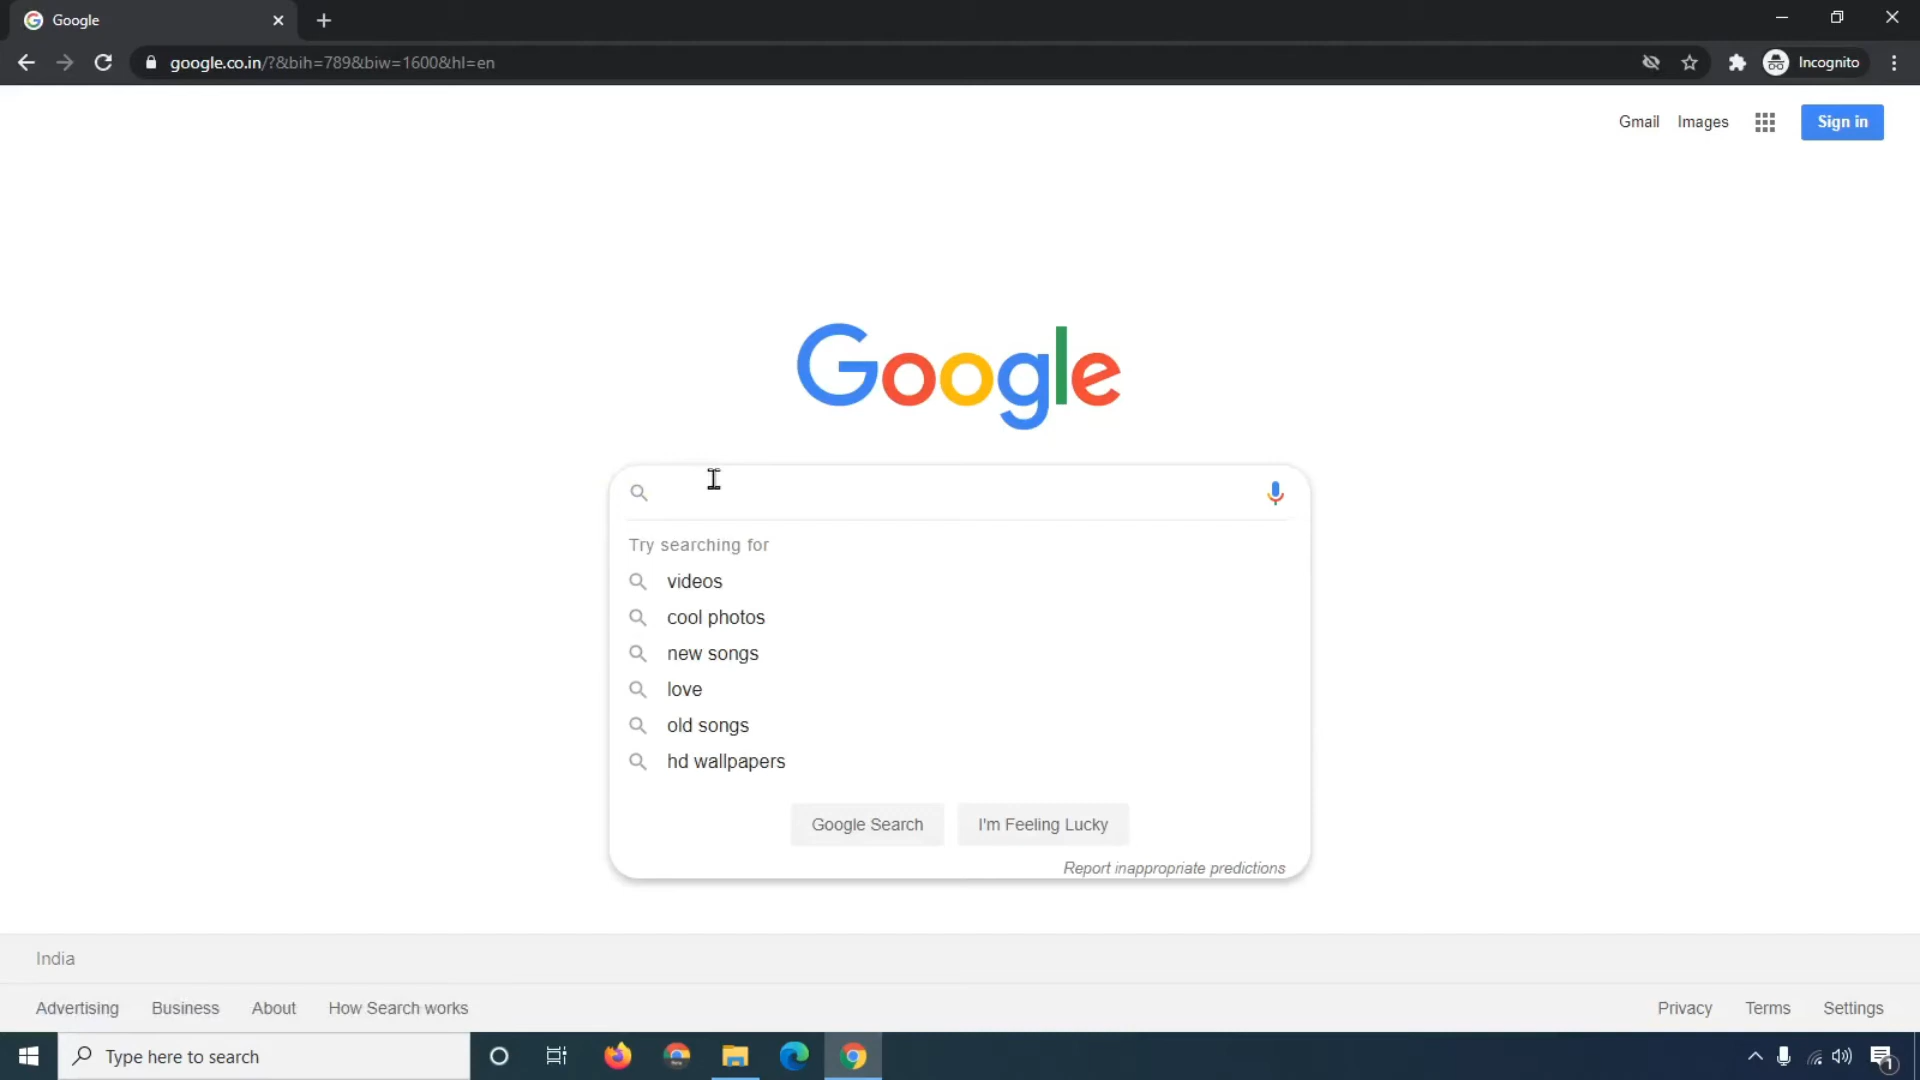 Google
google.co.in/?&bih=789&biw=1600&hl=en
Incognito
Gmail Images Sign in
Google
Try searching for
videos
cool photos
new songs
love
old songs
hd wallpapers
Google Search I'm Feeling Lucky
Report inappropriate predictions
India
Advertising Business About How Search works Privacy Terms Settings
Type here to search
1